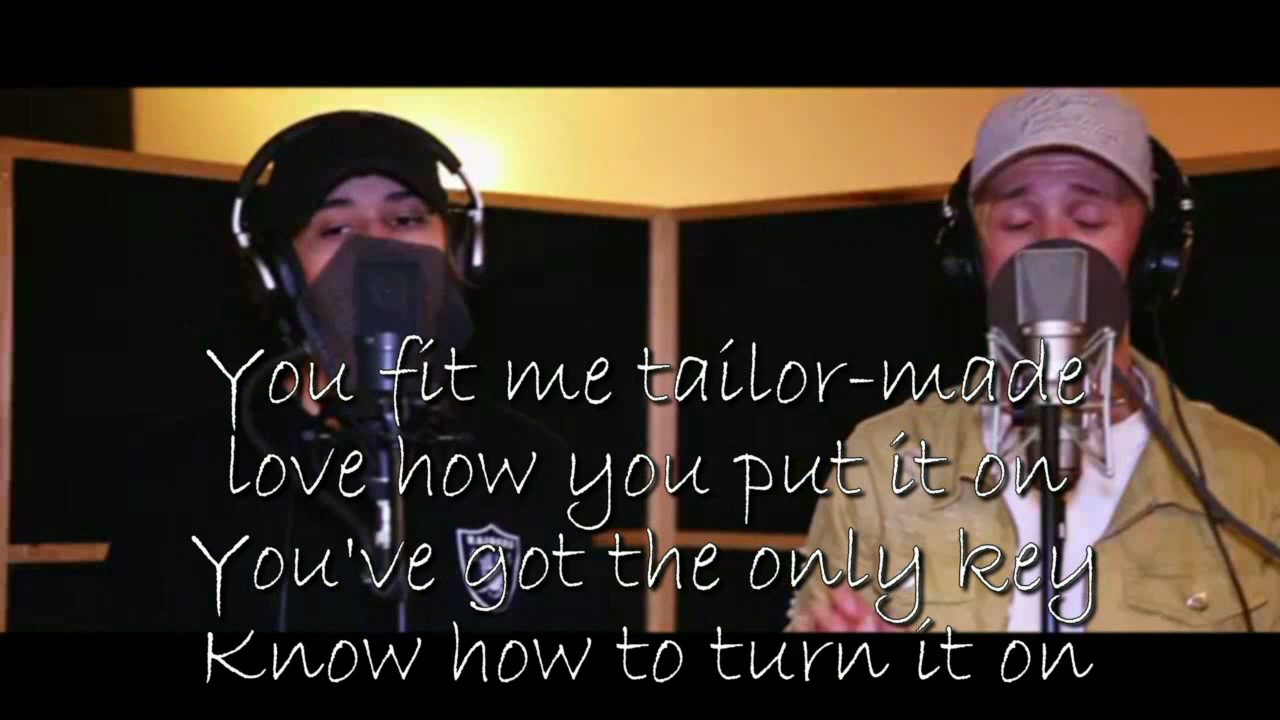 You fit me tailor-made
love how you put it on
You've got the only key
Know how to turn it on
RAIDERS